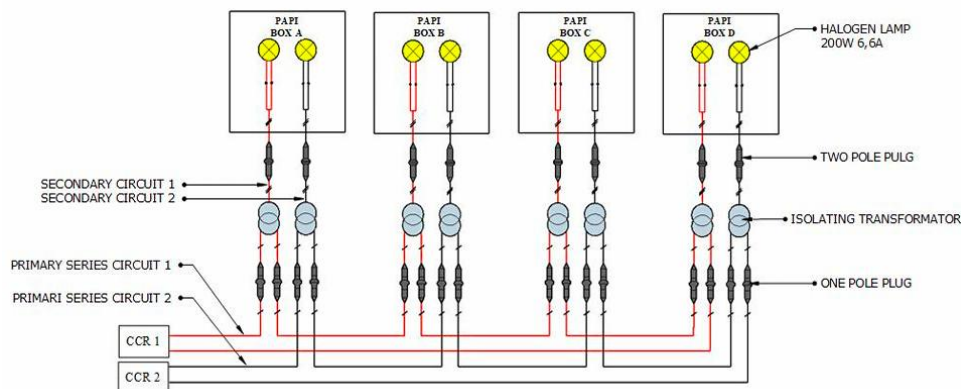 PAPI
BOX A
PAPI
BOX B
PAPI
BOX C
PAPI
BOX D
HALOGEN LAMP
200W 6,6A
TWO POLE PULG
SECONDARY CIRCUIT 1
SECONDARY CIRCUIT 2
ISOLATING TRANSFORMATOR
PRIMARY SERIES CIRCUIT 1
ONE POLE PLUG
PRIMARI SERIES CIRCUIT 2
CCR 1
CCR 2